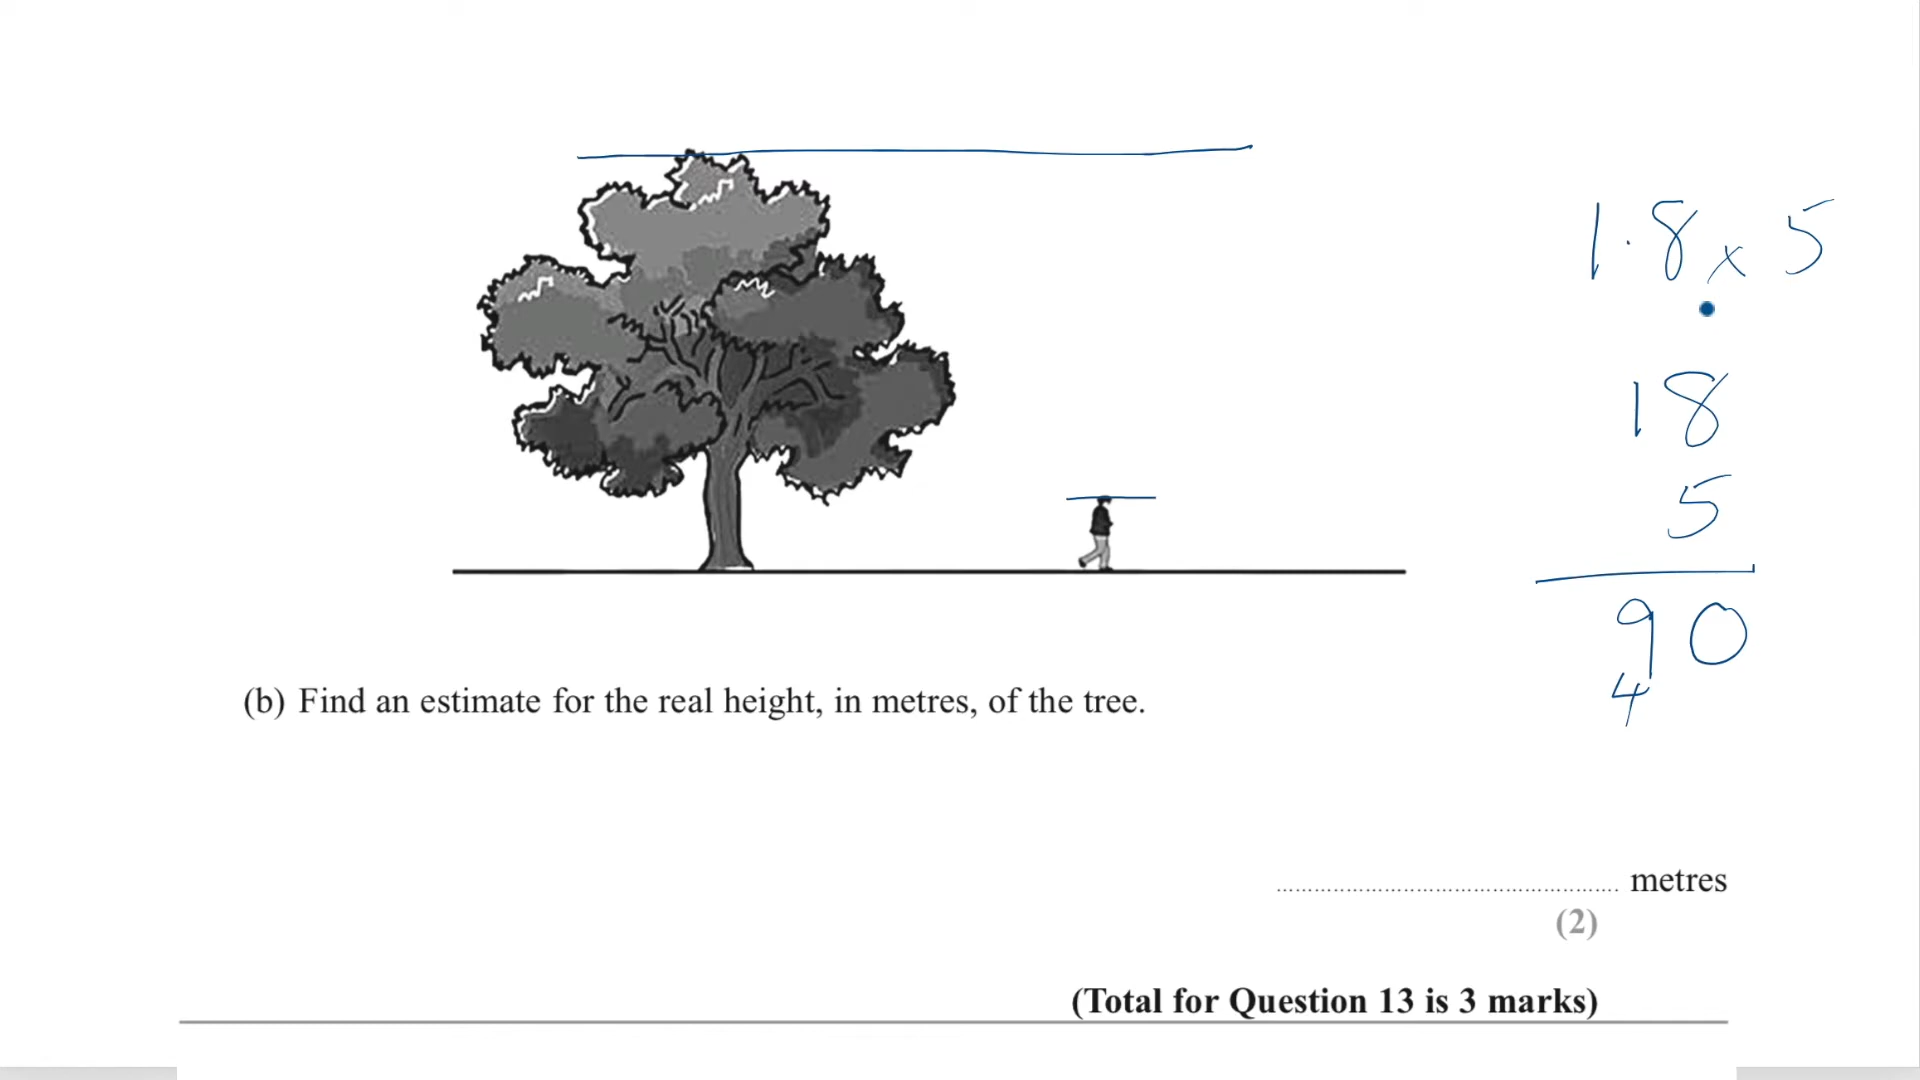 1.8 x 5
18
5
90
4
(b) Find an estimate for the real height, in metres, of the tree.
........................................................ metres
(2)
(Total for Question 13 is 3 marks)